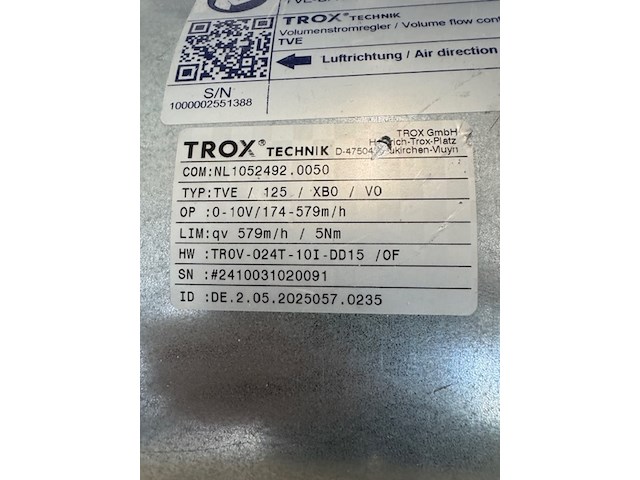 TROX® TECHNIK
Volumenstromregler / Volume flow
TVE
Luftrichtung / Air direction
S/N
1000002551388
TROX® TECHNIK
TROX GmbH
D-47504
COM:NL1052492.0050
TYP:TVE / 125 / XB0 / V0
OP :0-10V/174-579m/h
LIM:qv 579m/h / 5Nm
HW :TROV-024T-10I-DD15 /OF
SN :#2410031020091
ID :DE.2.05.2025057.0235